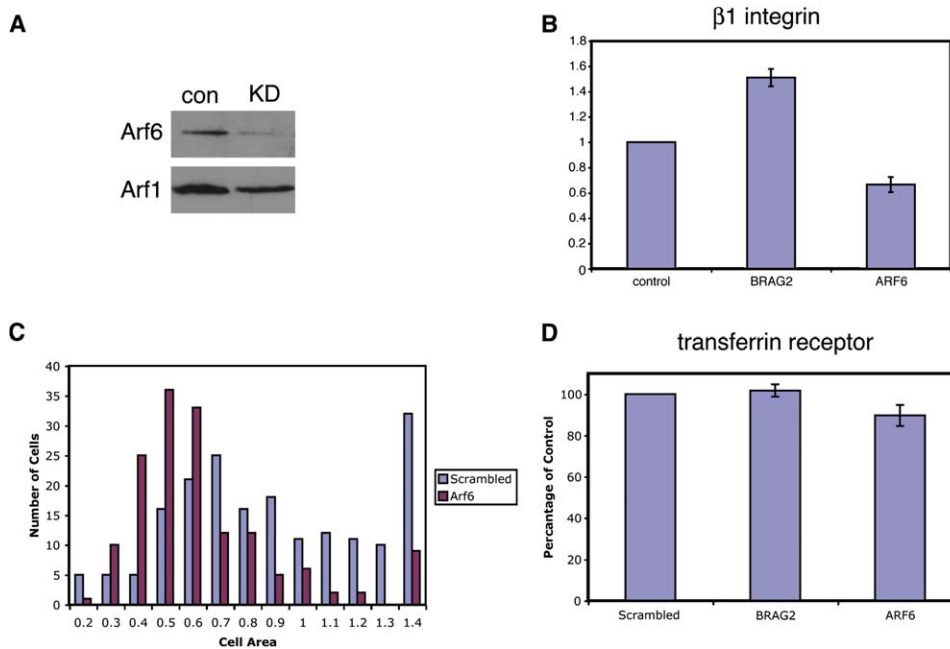 A
con KD
Arf6
Arf1
B
β1 integrin
1.8
1.6
1.4
1.2
1
0.8
0.6
0.4
0.2
0
control BRAG2 ARF6
C
Number of Cells
40
35
30
25
20
15
10
5
0
0.2 0.3 0.4 0.5 0.6 0.7 0.8 0.9 1 1.1 1.2 1.3 1.4
Cell Area
Scrambled
Arf6
D
transferrin receptor
Percantage of Control
100
80
60
40
20
0
Scrambled BRAG2 ARF6